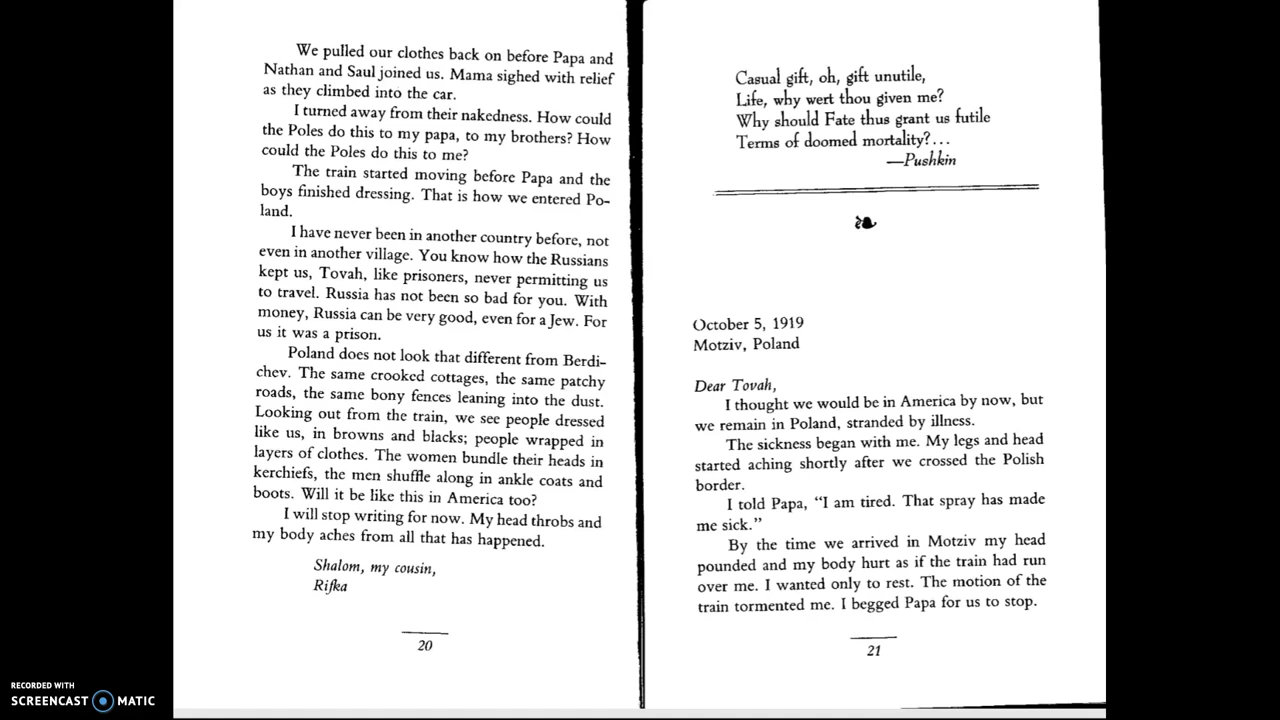 We pulled our clothes back on before Papa and
Nathan and Saul joined us. Mama sighed with relief
as they climbed into the car.
I turned away from their nakedness. How could
the Poles do this to my papa, to my brothers? How
could the Poles do this to me?
The train started moving before Papa and the
boys finished dressing. That is how we entered Po-
land.
I have never been in another country before, not
even in another village. You know how the Russians
kept us, Tovah, like prisoners, never permitting us
to travel. Russia has not been so bad for you. With
money, Russia can be very good, even for a Jew. For
us it was a prison.
Poland does not look that different from Berdi-
chev. The same crooked cottages, the same patchy
roads, the same bony fences leaning into the dust.
Looking out from the train, we see people dressed
like us, in browns and blacks; people wrapped in
layers of clothes. The women bundle their heads in
kerchiefs, the men shuffle along in ankle coats and
boots. Will it be like this in America too?
I will stop writing for now. My head throbs and
my body aches from all that has happened.
Shalom, my cousin,
Rifka
20
Casual gift, oh, gift unutile,
Life, why wert thou given me?
Why should Fate thus grant us futile
Terms of doomed mortality?...
—Pushkin
October 5, 1919
Motziv, Poland
Dear Tovah,
I thought we would be in America by now, but
we remain in Poland, stranded by illness.
The sickness began with me. My legs and head
started aching shortly after we crossed the Polish
border.
I told Papa, “I am tired. That spray has made
me sick.”
By the time we arrived in Motziv my head
pounded and my body hurt as if the train had run
over me. I wanted only to rest. The motion of the
train tormented me. I begged Papa for us to stop.
21
RECORDED WITH
SCREENCAST MATIC